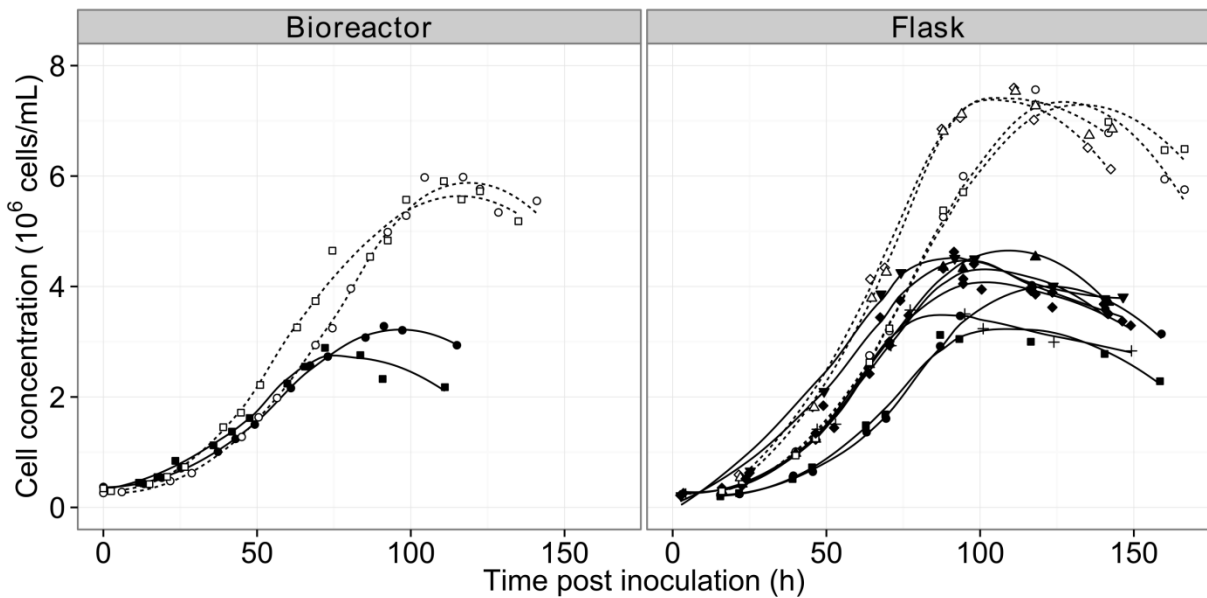 Bioreactor Flask
Cell concentration (10⁶ cells/mL)
8
6
4
2
0
0 50 100 150 0 50 100 150
Time post inoculation (h)